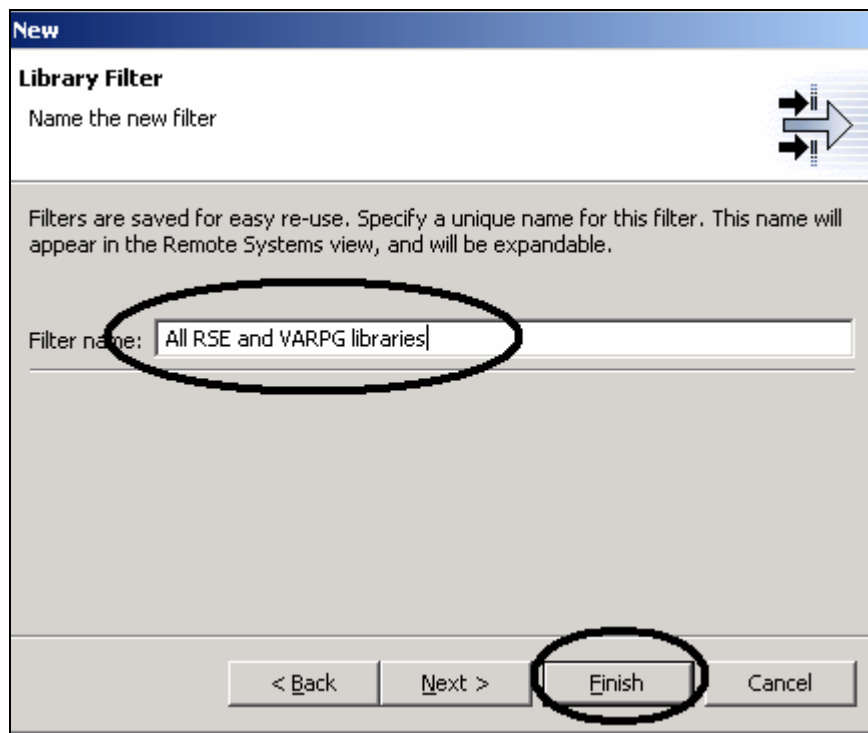 New
Library Filter
Name the new filter
Filters are saved for easy re-use. Specify a unique name for this filter. This name will
appear in the Remote Systems view, and will be expandable.
Filter name: All RSE and VARPG libraries
< Back Next > Finish Cancel